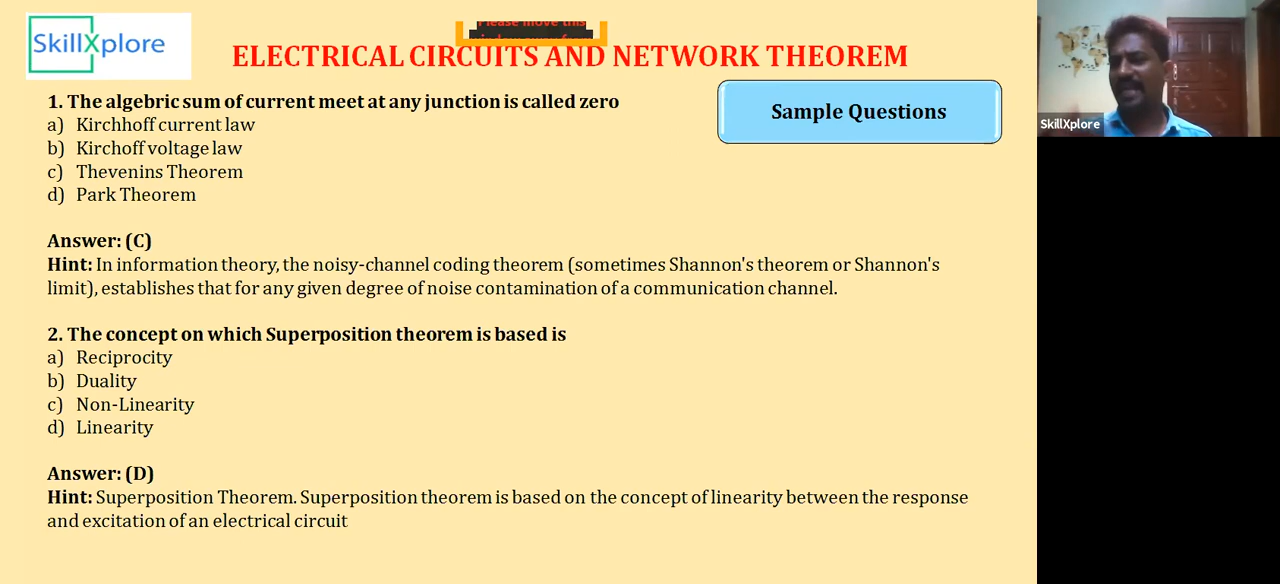 SkillXplore
Please move this
ELECTRICAL CIRCUITS AND NETWORK THEOREM
Sample Questions
SkillXplore
1. The algebric sum of current meet at any junction is called zero
a) Kirchhoff current law
b) Kirchoff voltage law
c) Thevenins Theorem
d) Park Theorem
Answer: (C)
Hint: In information theory, the noisy-channel coding theorem (sometimes Shannon's theorem or Shannon's
limit), establishes that for any given degree of noise contamination of a communication channel.
2. The concept on which Superposition theorem is based is
a) Reciprocity
b) Duality
c) Non-Linearity
d) Linearity
Answer: (D)
Hint: Superposition Theorem. Superposition theorem is based on the concept of linearity between the response
and excitation of an electrical circuit